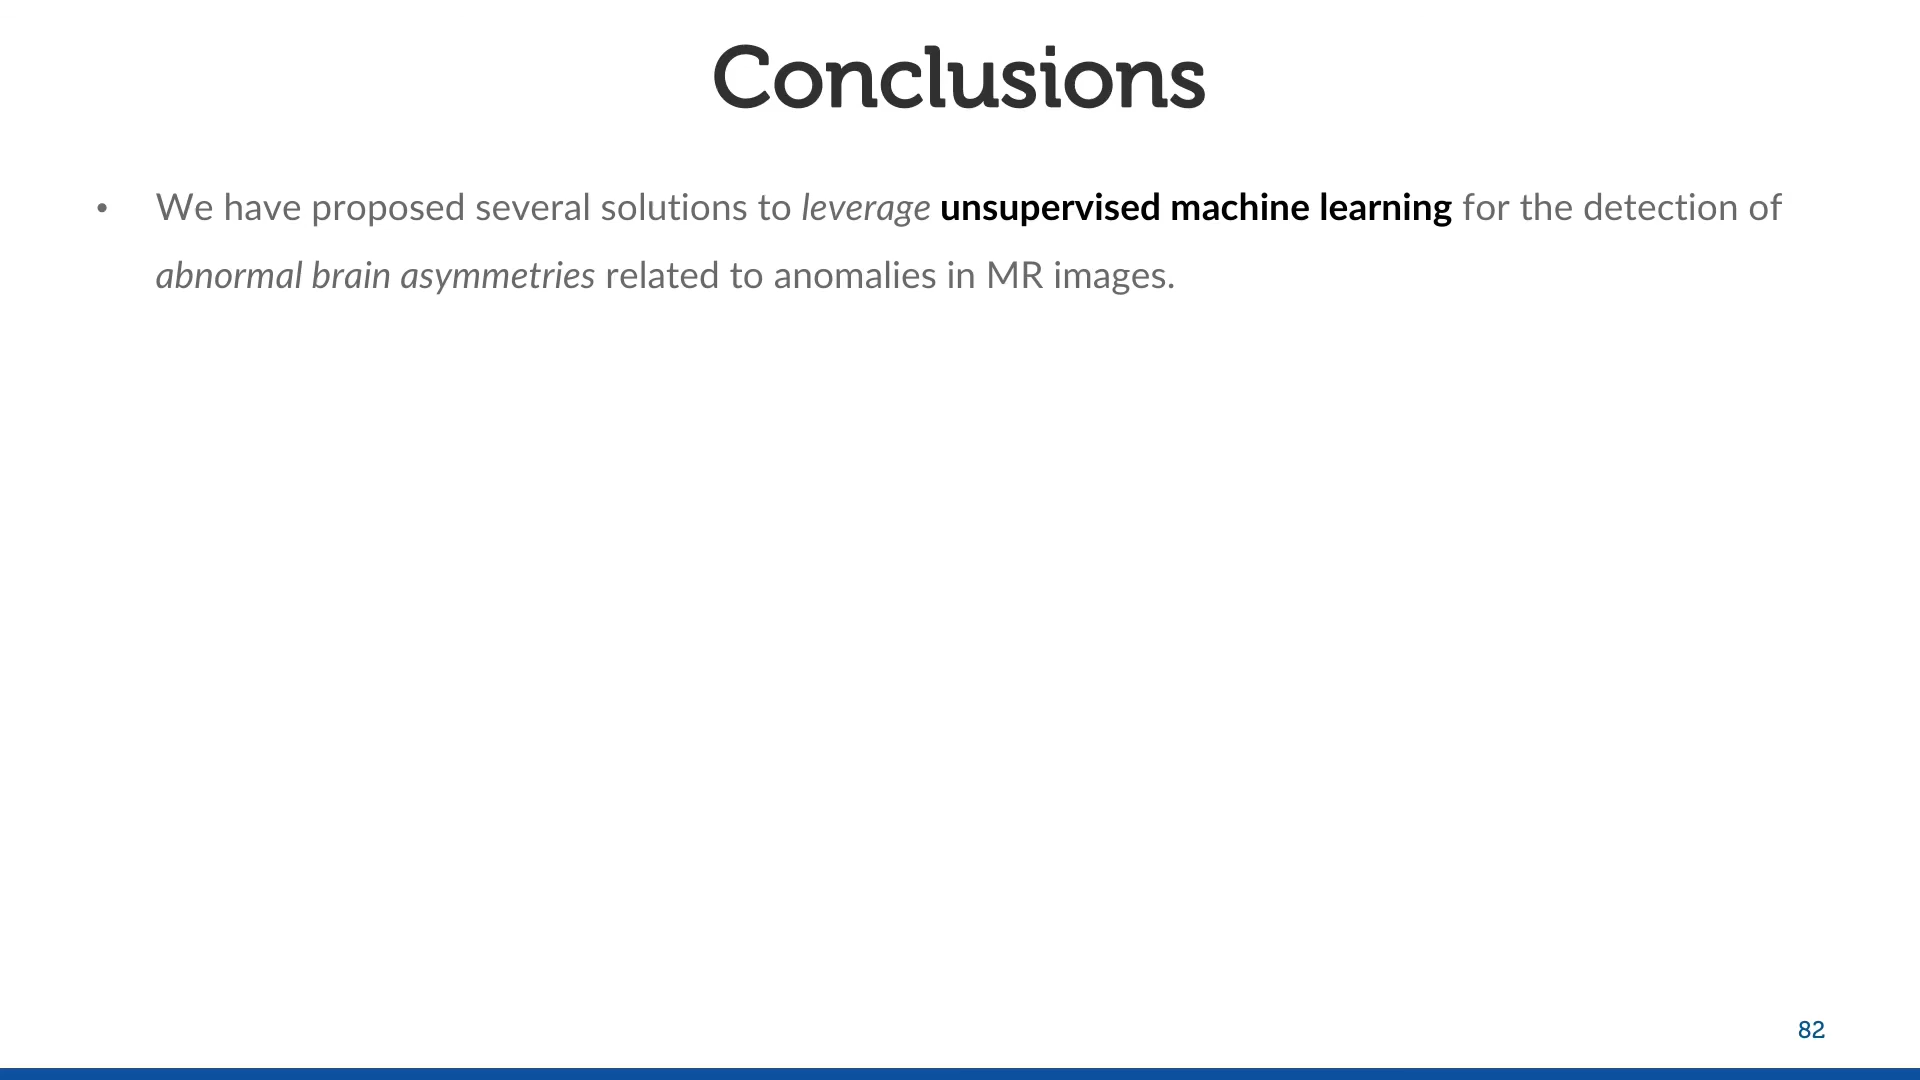 Conclusions
• We have proposed several solutions to leverage unsupervised machine learning for the detection of
abnormal brain asymmetries related to anomalies in MR images.
82